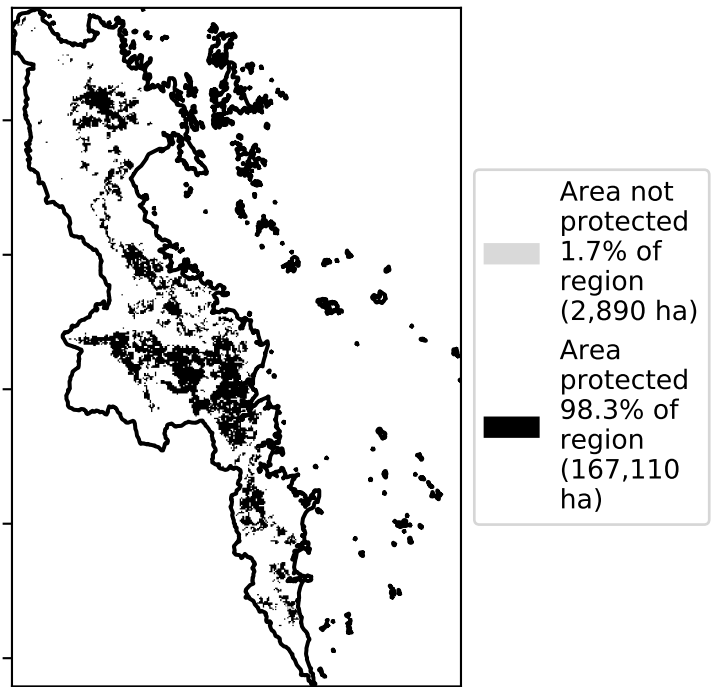 Area not
protected
1.7% of
region
(2,890 ha)
Area
protected
98.3% of
region
(167,110
ha)